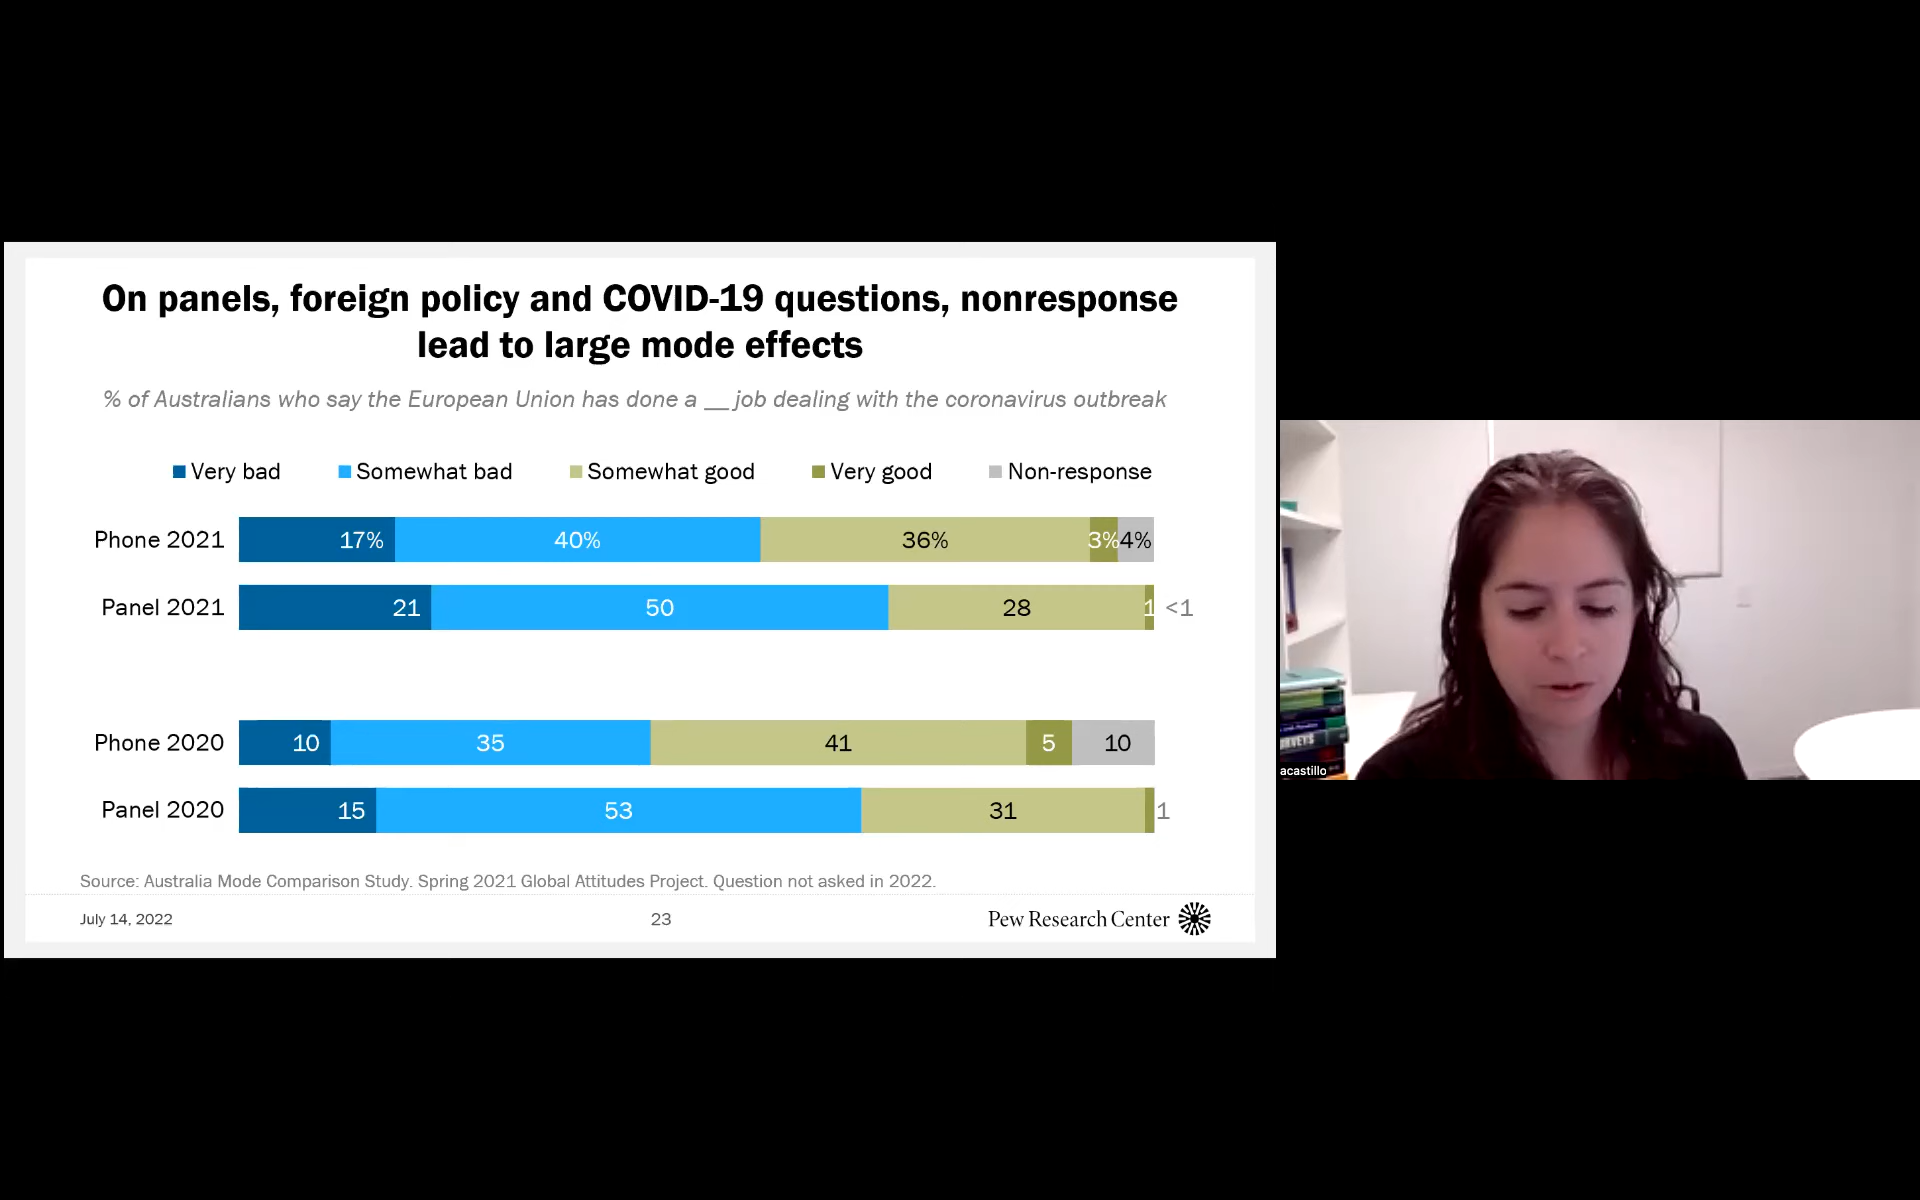 On panels, foreign policy and COVID-19 questions, nonresponse
lead to large mode effects
% of Australians who say the European Union has done a __ job dealing with the coronavirus outbreak
Very bad Somewhat bad Somewhat good Very good Non-response
Phone 2021 17% 40% 36% 3% 4%
Panel 2021 21 50 28 1 <1
Phone 2020 10 35 41 5 10
Panel 2020 15 53 31 1
Source: Australia Mode Comparison Study. Spring 2021 Global Attitudes Project. Question not asked in 2022.
July 14, 2022 23 Pew Research Center
acastillo